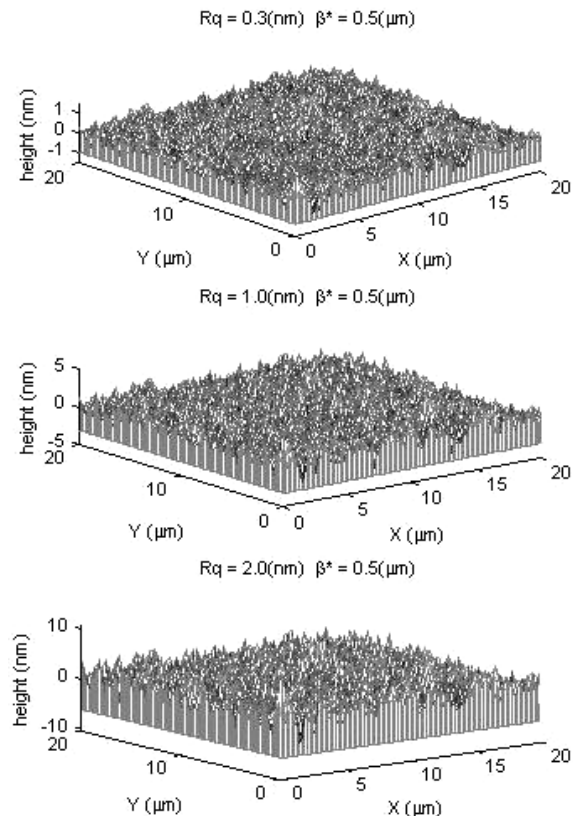 Rq = 0.3(nm) β* = 0.5(μm)
height (nm)
1
0
-1
20
10
0
Y (μm)
0
5
10
15
20
X (μm)
Rq = 1.0(nm) β* = 0.5(μm)
height (nm)
5
0
-5
20
10
0
Y (μm)
0
5
10
15
20
X (μm)
Rq = 2.0(nm) β* = 0.5(μm)
height (nm)
10
0
-10
20
10
0
Y (μm)
0
5
10
15
20
X (μm)